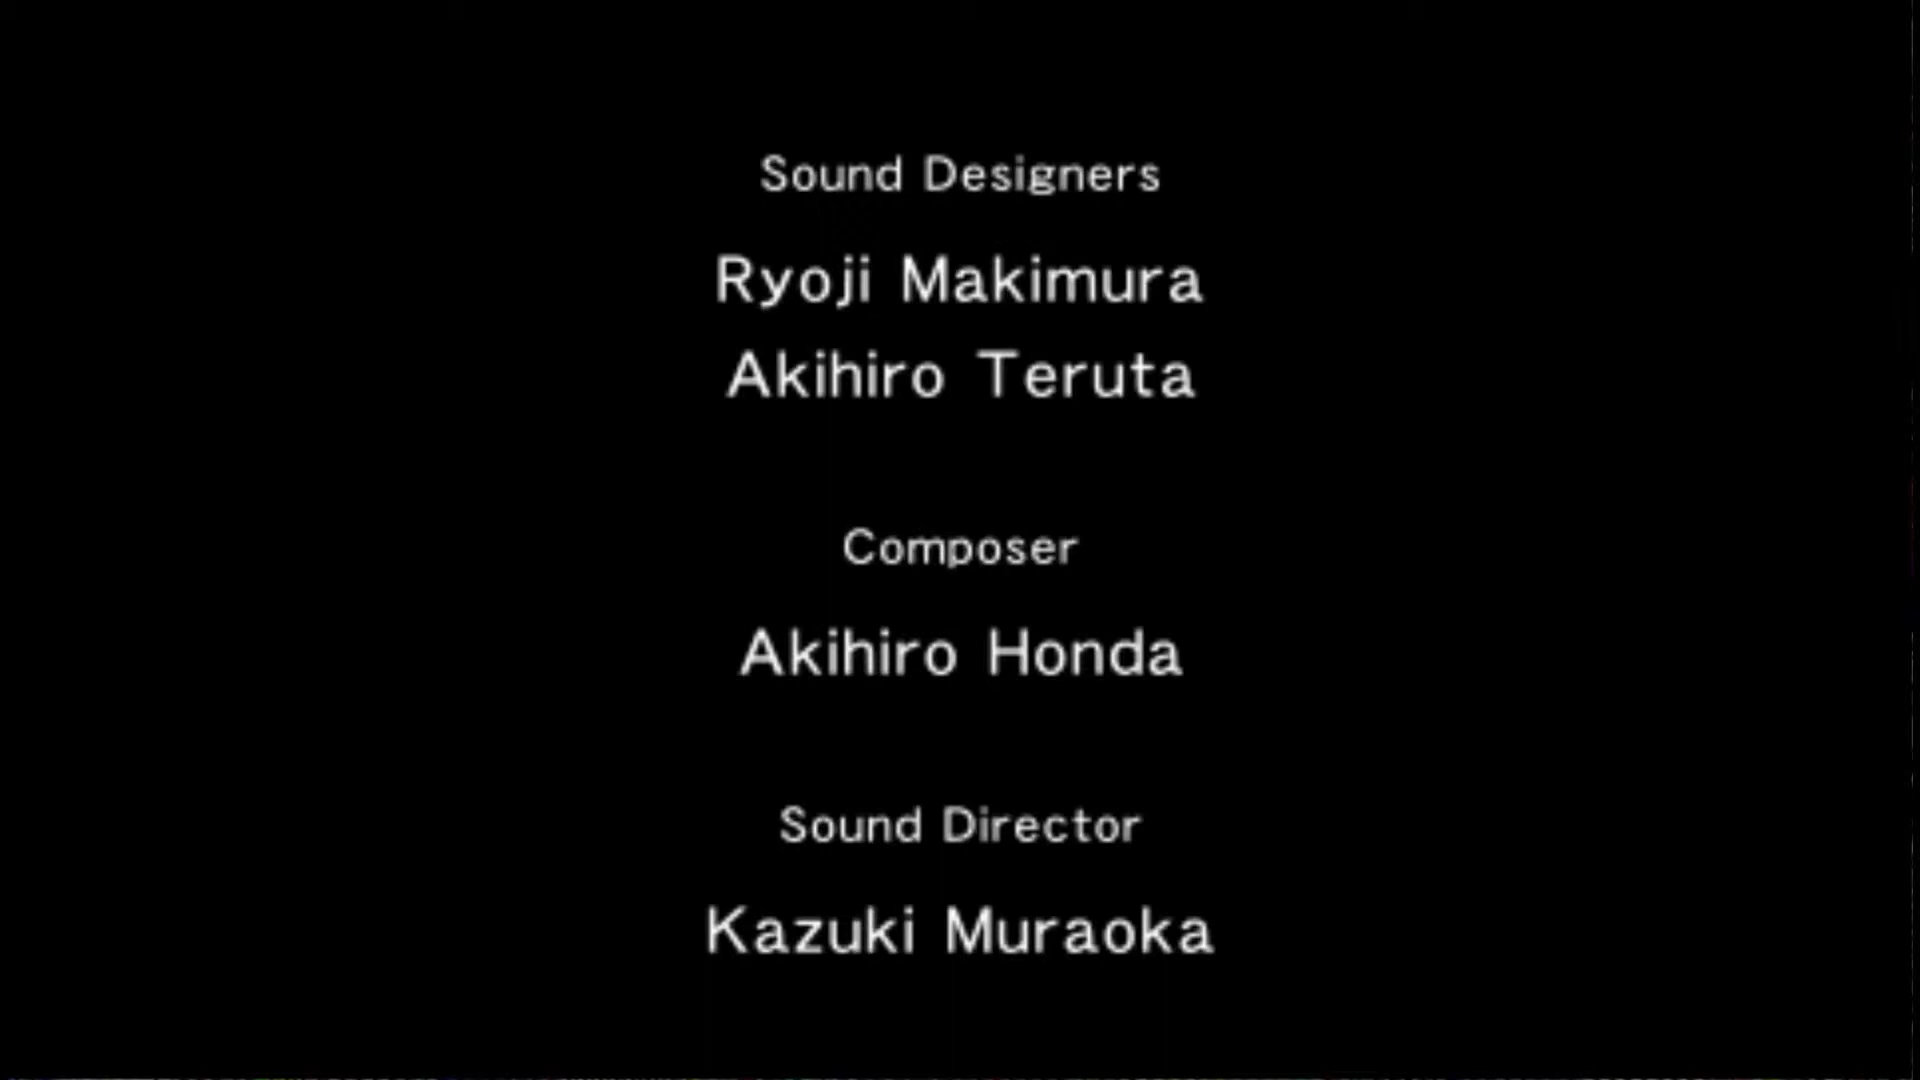 Sound Designers
Ryoji Makimura
Akihiro Teruta
Composer
Akihiro Honda
Sound Director
Kazuki Muraoka